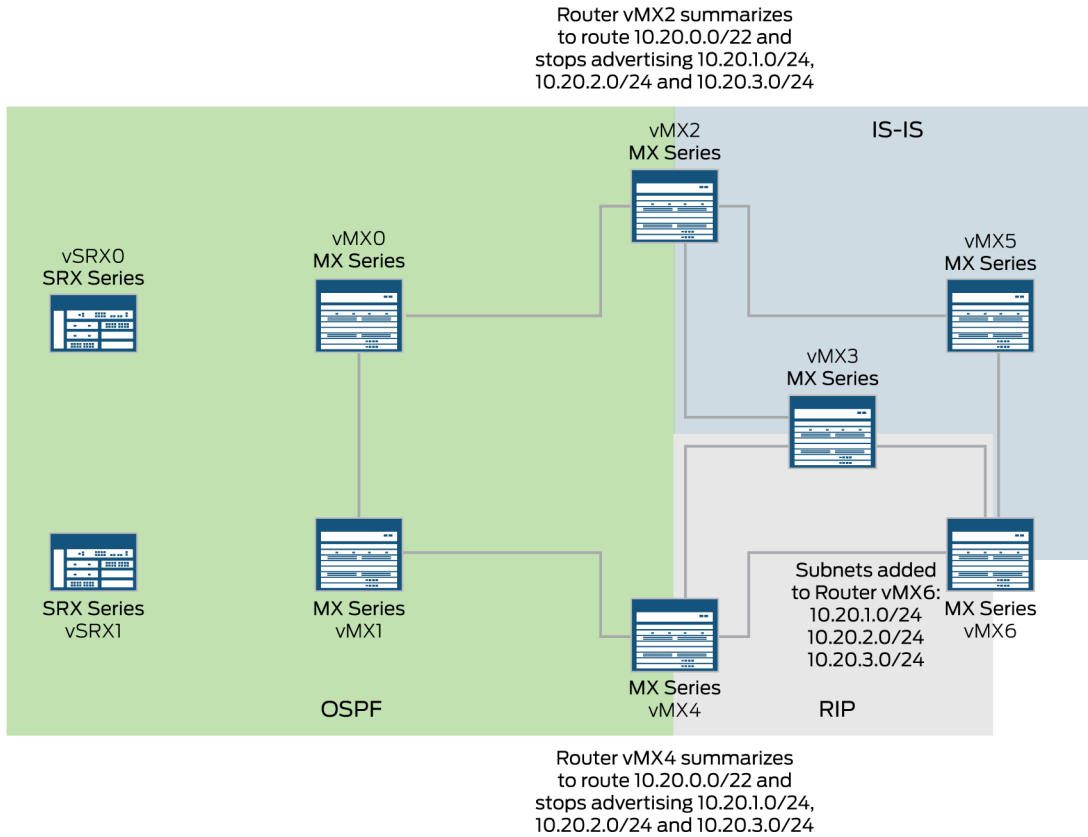 Router vMX2 summarizes
to route 10.20.0.0/22 and
stops advertising 10.20.1.0/24,
10.20.2.0/24 and 10.20.3.0/24
IS-IS
vMX2
MX Series
vSRX0
SRX Series
vMX0
MX Series
vMX5
MX Series
vMX3
MX Series
SRX Series
vSRX1
MX Series
vMX1
Subnets added
to Router vMX6:
10.20.1.0/24
10.20.2.0/24
10.20.3.0/24
MX Series
vMX6
MX Series
vMX4
OSPF
RIP
Router vMX4 summarizes
to route 10.20.0.0/22 and
stops advertising 10.20.1.0/24,
10.20.2.0/24 and 10.20.3.0/24